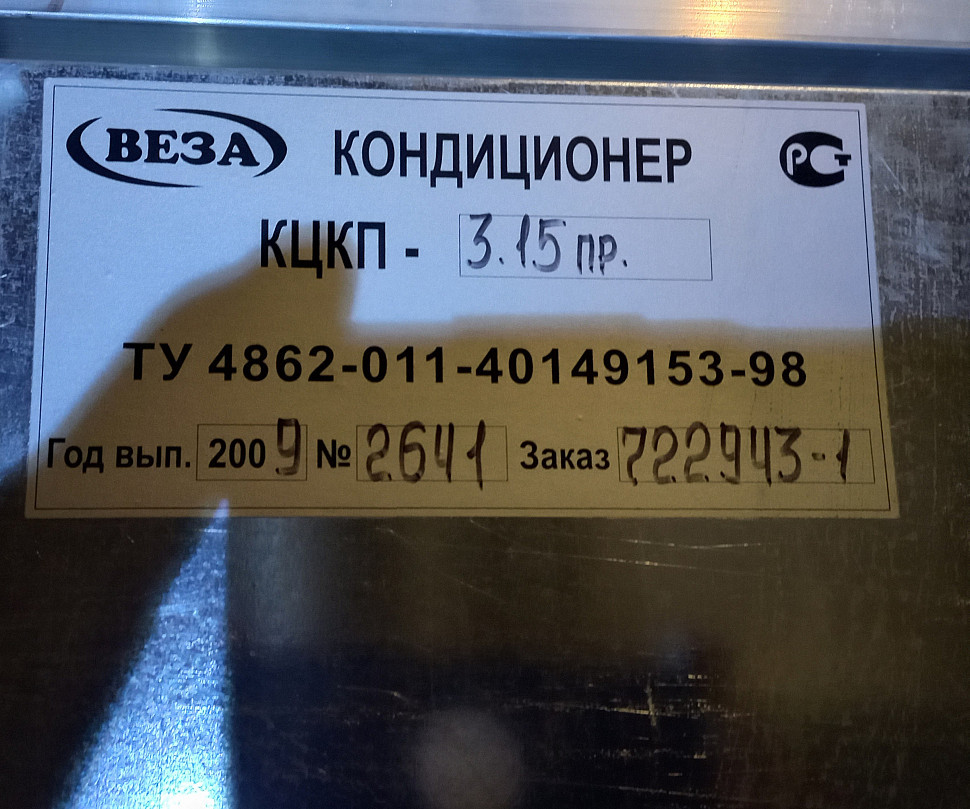 ВЕЗА КОНДИЦИОНЕР РСТ
КЦКП - 3.15 пр.
ТУ 4862-011-40149153-98
Год вып. 2009 № 2641 Заказ 722943-1